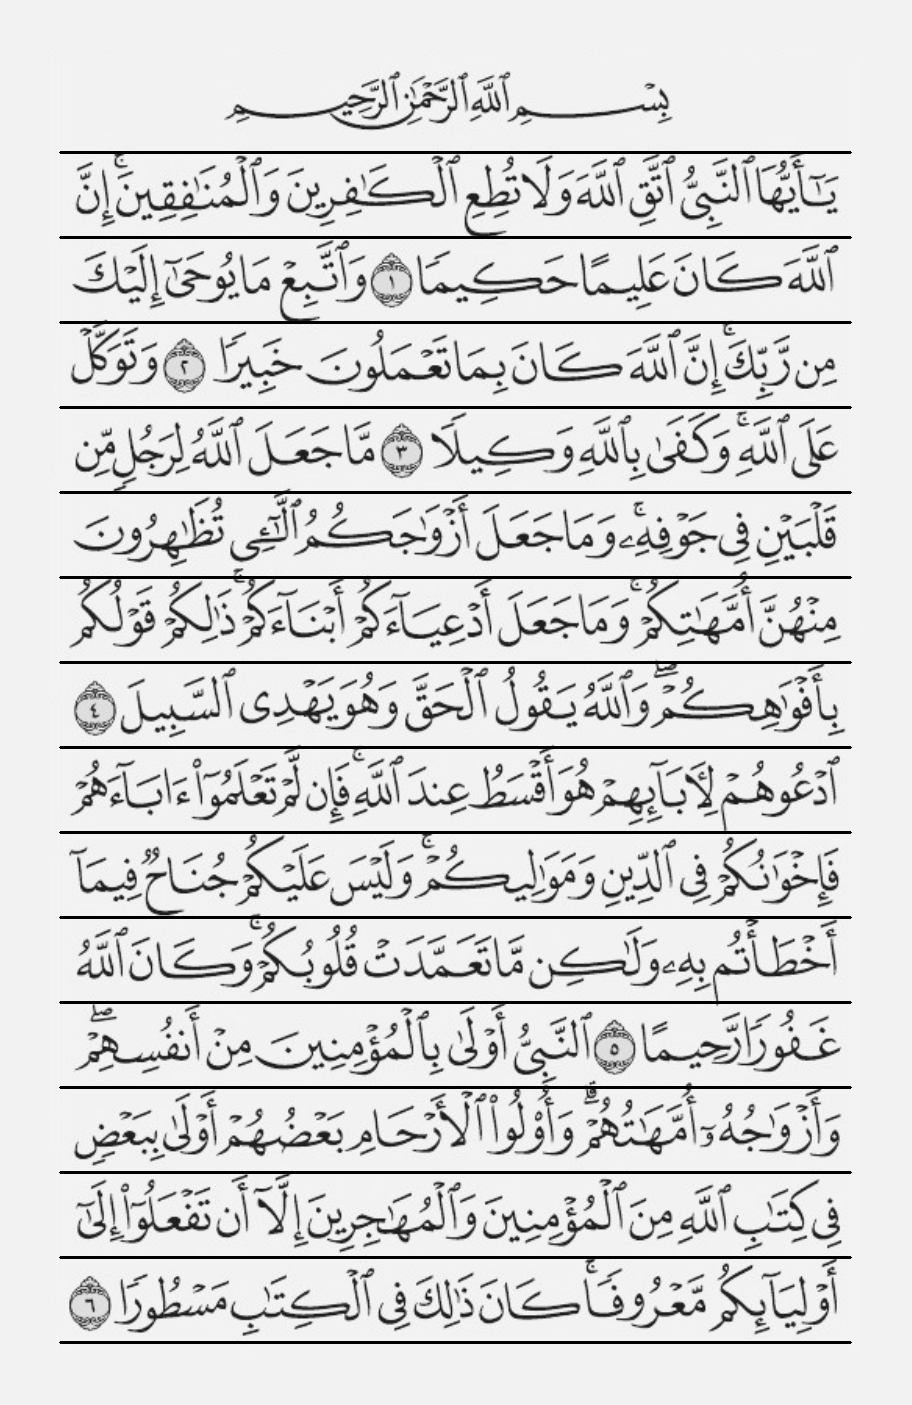 بِسْمِ ٱللَّهِ ٱلرَّحْمَٰنِ ٱلرَّحِيمِ
يَـٰٓأَيُّهَا ٱلنَّبِىُّ ٱتَّقِ ٱللَّهَ وَلَا تُطِعِ ٱلْكَـٰفِرِينَ وَٱلْمُنَـٰفِقِينَ ۚ إِنَّ
ٱللَّهَ كَانَ عَلِيمًا حَكِيمًا ١ وَٱتَّبِعْ مَا يُوحَىٰٓ إِلَيْكَ
مِن رَّبِّكَ ۚ إِنَّ ٱللَّهَ كَانَ بِمَا تَعْمَلُونَ خَبِيرًا ٢ وَتَوَكَّلْ
عَلَى ٱللَّهِ ۚ وَكَفَىٰ بِٱللَّهِ وَكِيلًا ٣ مَّا جَعَلَ ٱللَّهُ لِرَجُلٍ مِّن
قَلْبَيْنِ فِى جَوْفِهِۦ ۚ وَمَا جَعَلَ أَزْوَٰجَكُمُ ٱلَّـٰٓـِٔى تُظَـٰهِرُونَ
مِنْهُنَّ أُمَّهَـٰتِكُمْ ۚ وَمَا جَعَلَ أَدْعِيَآءَكُمْ أَبْنَآءَكُمْ ۚ ذَٰلِكُمْ قَوْلُكُم
بِأَفْوَٰهِكُمْ ۖ وَٱللَّهُ يَقُولُ ٱلْحَقَّ وَهُوَ يَهْدِى ٱلسَّبِيلَ ٤
ٱدْعُوهُمْ لِـَٔابَآئِهِمْ هُوَ أَقْسَطُ عِندَ ٱللَّهِ ۚ فَإِن لَّمْ تَعْلَمُوٓا۟ ءَابَآءَهُمْ
فَإِخْوَٰنُكُمْ فِى ٱلدِّينِ وَمَوَٰلِيكُمْ ۚ وَلَيْسَ عَلَيْكُمْ جُنَاحٌ فِيمَآ
أَخْطَأْتُم بِهِۦ وَلَـٰكِن مَّا تَعَمَّدَتْ قُلُوبُكُمْ ۚ وَكَانَ ٱللَّهُ
غَفُورًا رَّحِيمًا ٥ ٱلنَّبِىُّ أَوْلَىٰ بِٱلْمُؤْمِنِينَ مِنْ أَنفُسِهِمْ ۖ
وَأَزْوَٰجُهُۥٓ أُمَّهَـٰتُهُمْ ۗ وَأُو۟لُوا۟ ٱلْأَرْحَامِ بَعْضُهُمْ أَوْلَىٰ بِبَعْضٍ
فِى كِتَـٰبِ ٱللَّهِ مِنَ ٱلْمُؤْمِنِينَ وَٱلْمُهَـٰجِرِينَ إِلَّآ أَن تَفْعَلُوٓا۟ إِلَىٰٓ
أَوْلِيَآئِكُم مَّعْرُوفًا ۚ كَانَ ذَٰلِكَ فِى ٱلْكِتَـٰبِ مَسْطُورًا ٦